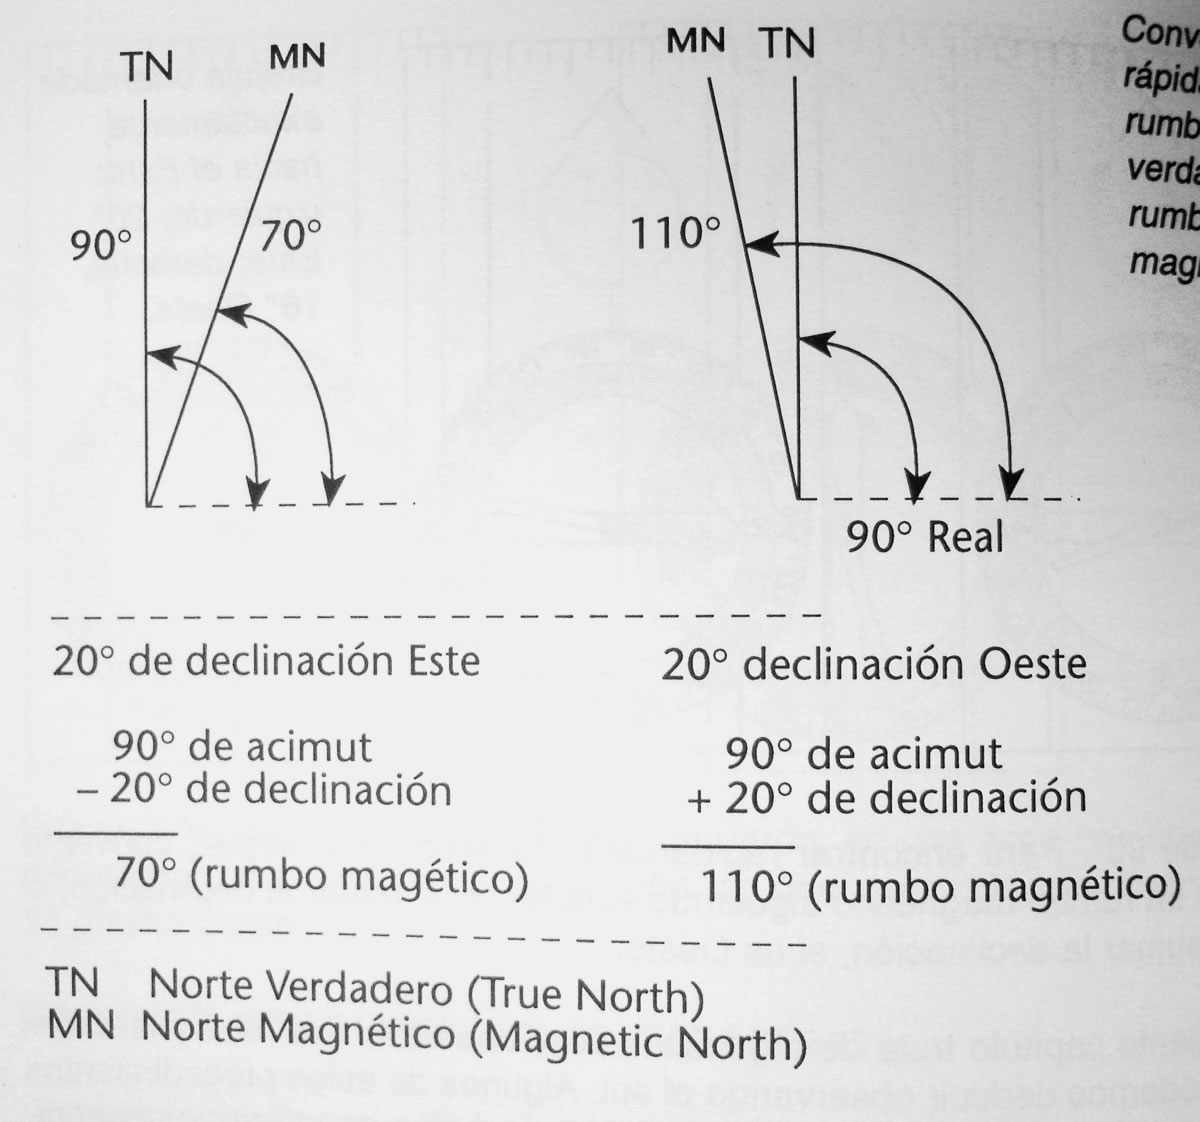 TN MN
90° 70°
MN TN
110°
90° Real
rápid
rumb
verda
rumb
20° de declinación Este
90° de acimut
– 20° de declinación
70° (rumbo magético)
20° declinación Oeste
90° de acimut
+ 20° de declinación
110° (rumbo magnético)
TN Norte Verdadero (True North)
MN Norte Magnético (Magnetic North)